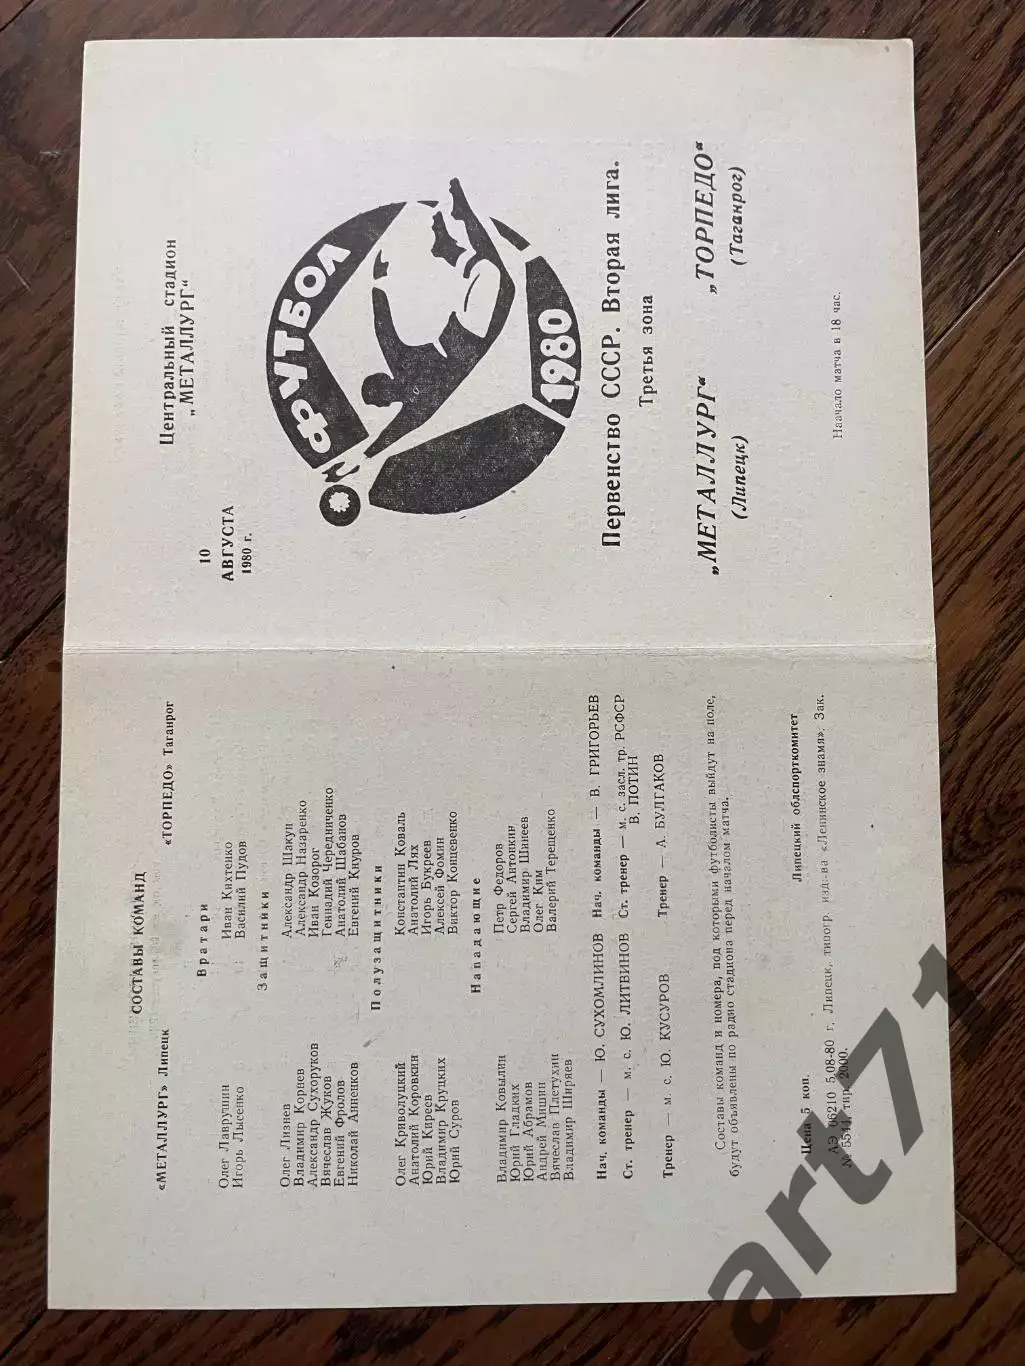 Центральный стадион
„МЕТАЛЛУРГ“
10
АВГУСТА
1980 г.
ФУТБОЛ
1980
Первенство СССР. Вторая лига.
Третья зона
„МЕТАЛЛУРГ“ „ТОРПЕДО“
(Липецк) (Таганрог)
Наачало матча в 18 час.
СОСТАВЫ КОМАНД
«МЕТАЛЛУРГ» Липецк «ТОРПЕДО» Таганрог
Вратари
Олег Лаврушин Иван Кихтенко
Игорь Лысенко Василий Пудов
Защитники
Олег Лизнев Александр Шакун
Владимир Корнев Александр Назаренко
Александр Сухоруков Иван Козорог
Вячеслав Жуков Геннадий Чередниченко
Евгений Фролов Анатолий Шабанов
Николай Анненков Евгений Кнуров
Полузащитники
Олег Криволуцкий Константин Коваль
Анатолий Коровкин Анатолий Лях
Юрий Киреев Игорь Букреев
Владимир Круцких Алексей Фомин
Юрий Суров Виктор Концевенко
Нападающие
Владимир Ковылин Петр Федоров
Юрий Гладких Сергей Антонкин
Юрий Абрамов Владимир Шинеев
Андрей Мишин Олег Ким
Вячеслав Плетухин Валерий Терещенко
Владимир Ширяев
Нач. команды — Ю. СУХОМЛИНОВ Нач. команды — В. ГРИГОРЬЕВ
Ст. тренер — м. с. Ю. ЛИТВИНОВ Ст. тренер — м. с. засл. тр. РСФСР
В. ПОТИН
Тренер — м. с. Ю. КУСУРОВ Тренер — А. БУЛГАКОВ
Составы команд и номера, под которыми футболисты выйдут на поле,
будут объявлены по радио стадиона перед началом матча.
Липецкий облспорткомитет
Цена 5 коп.
АЭ 06210 5.08-80 г. Липецк, типогр. изд-ва «Ленинское знамя». Зак.
№ 5544 тир. 2000.
art71